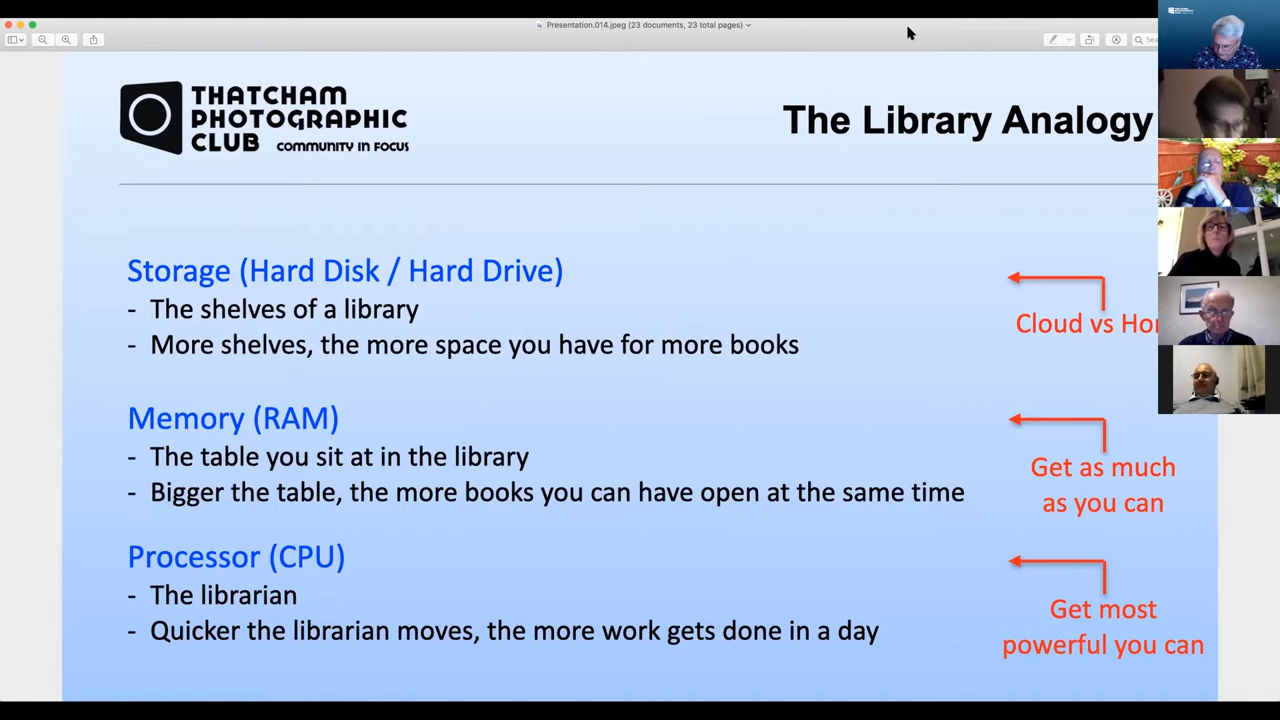 Presentation.014.jpeg (23 documents, 23 total pages)
THATCHAM
PHOTOGRAPHIC
CLUB COMMUNITY IN FOCUS
The Library Analogy
Storage (Hard Disk / Hard Drive)
- The shelves of a library
- More shelves, the more space you have for more books
Cloud vs
Memory (RAM)
- The table you sit at in the library
- Bigger the table, the more books you can have open at the same time
Get as much
as you can
Processor (CPU)
- The librarian
- Quicker the librarian moves, the more work gets done in a day
Get most
powerful you can